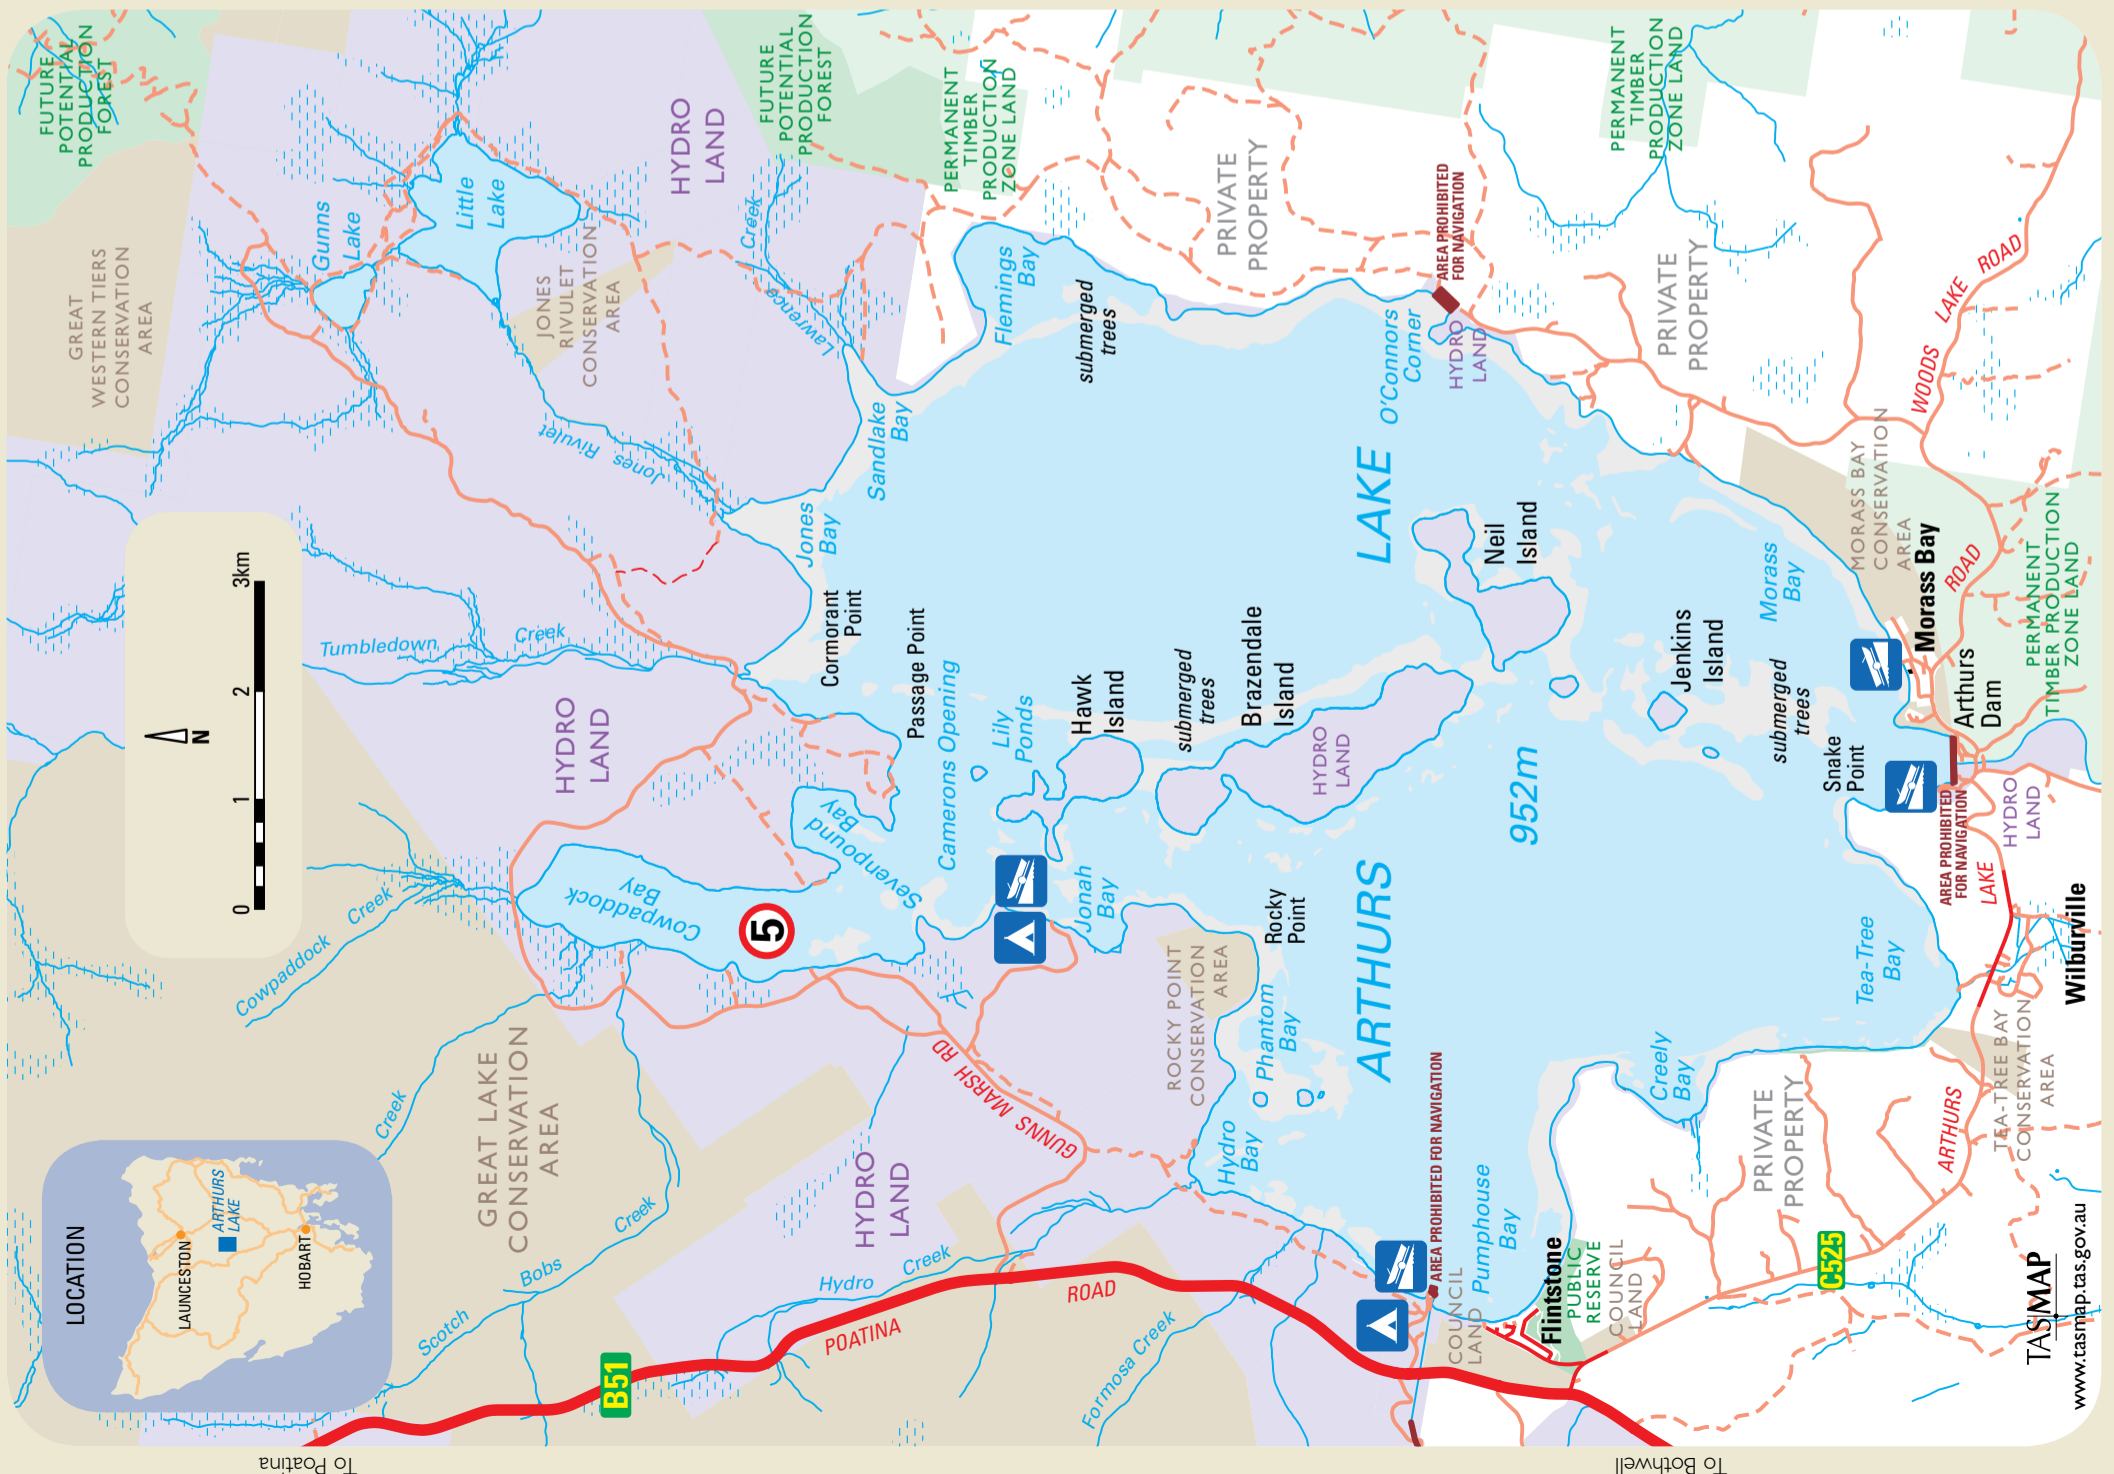 To Poatina
To Bothwell
LOCATION
LAUNCESTON
ARTHURS
LAKE
HOBART
N
0
1
2
3km
FUTURE
POTENTIAL
PRODUCTION
FOREST
GREAT
WESTERN TIERS
CONSERVATION
AREA
Gunns
Lake
Little
Lake
JONES
RIVULET
CONSERVATION
AREA
HYDRO
LAND
FUTURE
POTENTIAL
PRODUCTION
FOREST
PERMANENT
TIMBER
PRODUCTION
ZONE LAND
Lawrence Creek
Jones Rivulet
Tumbledown Creek
Cowpaddock Creek
HYDRO
LAND
Cowpaddock
Bay
5
Sevenpound
Bay
Jones
Bay
Sandlake
Bay
Flemings
Bay
submerged
trees
Cormorant
Point
Passage Point
Camerons Opening
Lily
Ponds
Hawk
Island
Jonah
Bay
submerged
trees
Brazendale
Island
HYDRO
LAND
Rocky
Point
ROCKY POINT
CONSERVATION
AREA
Phantom
Bay
Hydro
Bay
GREAT LAKE
CONSERVATION
AREA
Creek
Scotch Bobs Creek
HYDRO
LAND
Hydro Creek
GUNNS MARSH RD
B51
POATINA ROAD
Formosa Creek
PRIVATE
PROPERTY
AREA PROHIBITED
FOR NAVIGATION
O'Connors
Corner
HYDRO
LAND
ARTHURS LAKE
952m
Neil
Island
Jenkins
Island
submerged
trees
Morass
Bay
Snake
Point
PERMANENT
TIMBER
PRODUCTION
ZONE LAND
PRIVATE
PROPERTY
WOODS LAKE ROAD
MORASS BAY
CONSERVATION
AREA
Morass Bay
ROAD
PERMANENT
TIMBER PRODUCTION
ZONE LAND
Arthurs
Dam
AREA PROHIBITED
FOR NAVIGATION
HYDRO
LAND
LAKE
Wilburville
Tea-Tree
Bay
TEA-TREE BAY
CONSERVATION
AREA
ARTHURS
Creely
Bay
PRIVATE
PROPERTY
C525
AREA PROHIBITED FOR NAVIGATION
Pumphouse
Bay
COUNCIL
LAND
Flintstone
PUBLIC
RESERVE
COUNCIL
LAND
TASMAP
www.tasmap.tas.gov.au